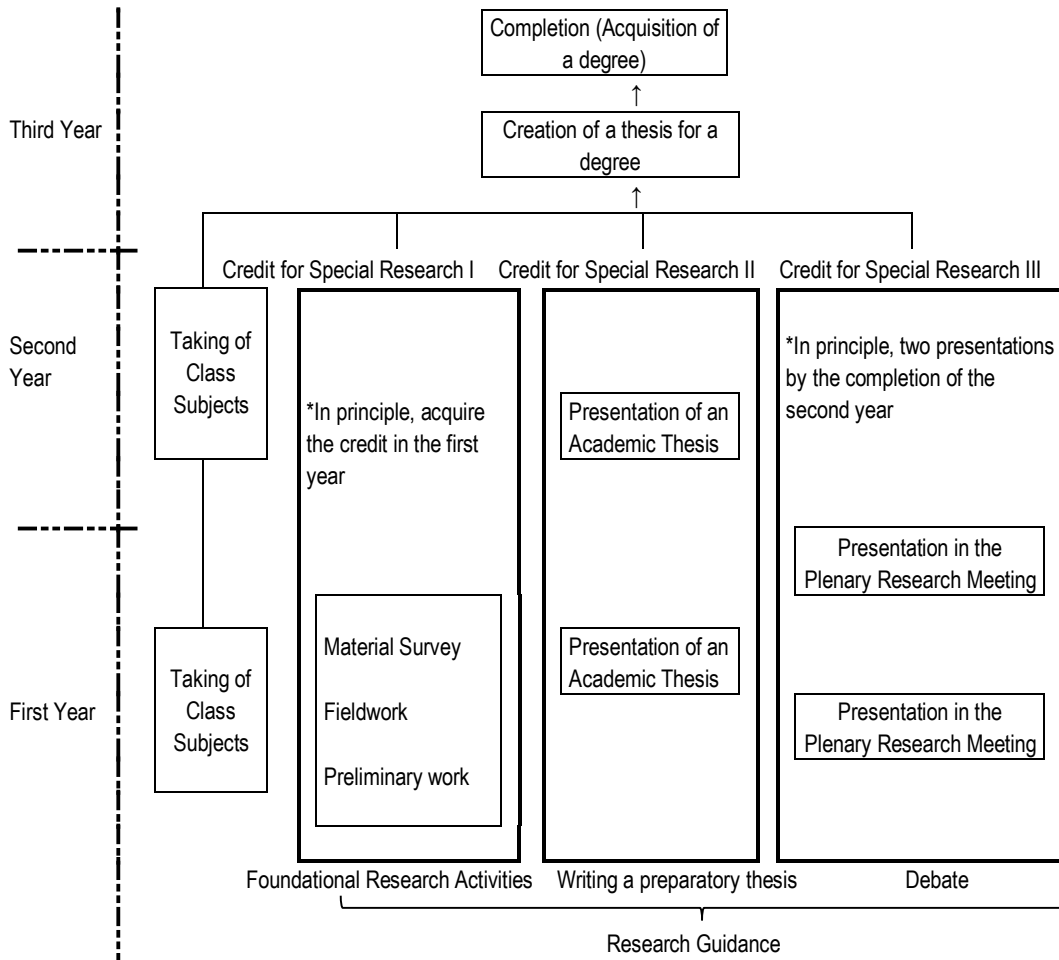 Completion (Acquisition of
a degree)
↑
Third Year
Creation of a thesis for a
degree
↑
Credit for Special Research I
Credit for Special Research II
Credit for Special Research III
Second
Year
Taking of
Class
Subjects
*In principle, acquire
the credit in the first
year
Presentation of an
Academic Thesis
*In principle, two presentations
by the completion of the
second year
Presentation in the
Plenary Research Meeting
First Year
Taking of
Class
Subjects
Material Survey
Fieldwork
Preliminary work
Presentation of an
Academic Thesis
Presentation in the
Plenary Research Meeting
Foundational Research Activities
Writing a preparatory thesis
Debate
Research Guidance